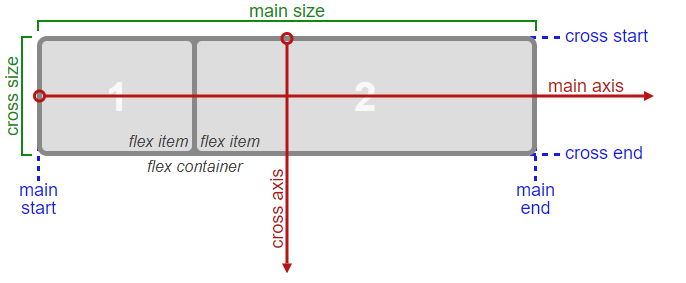 main size
cross start
cross size
1
2
main axis
flex item
flex item
cross end
flex container
cross axis
main
start
main
end